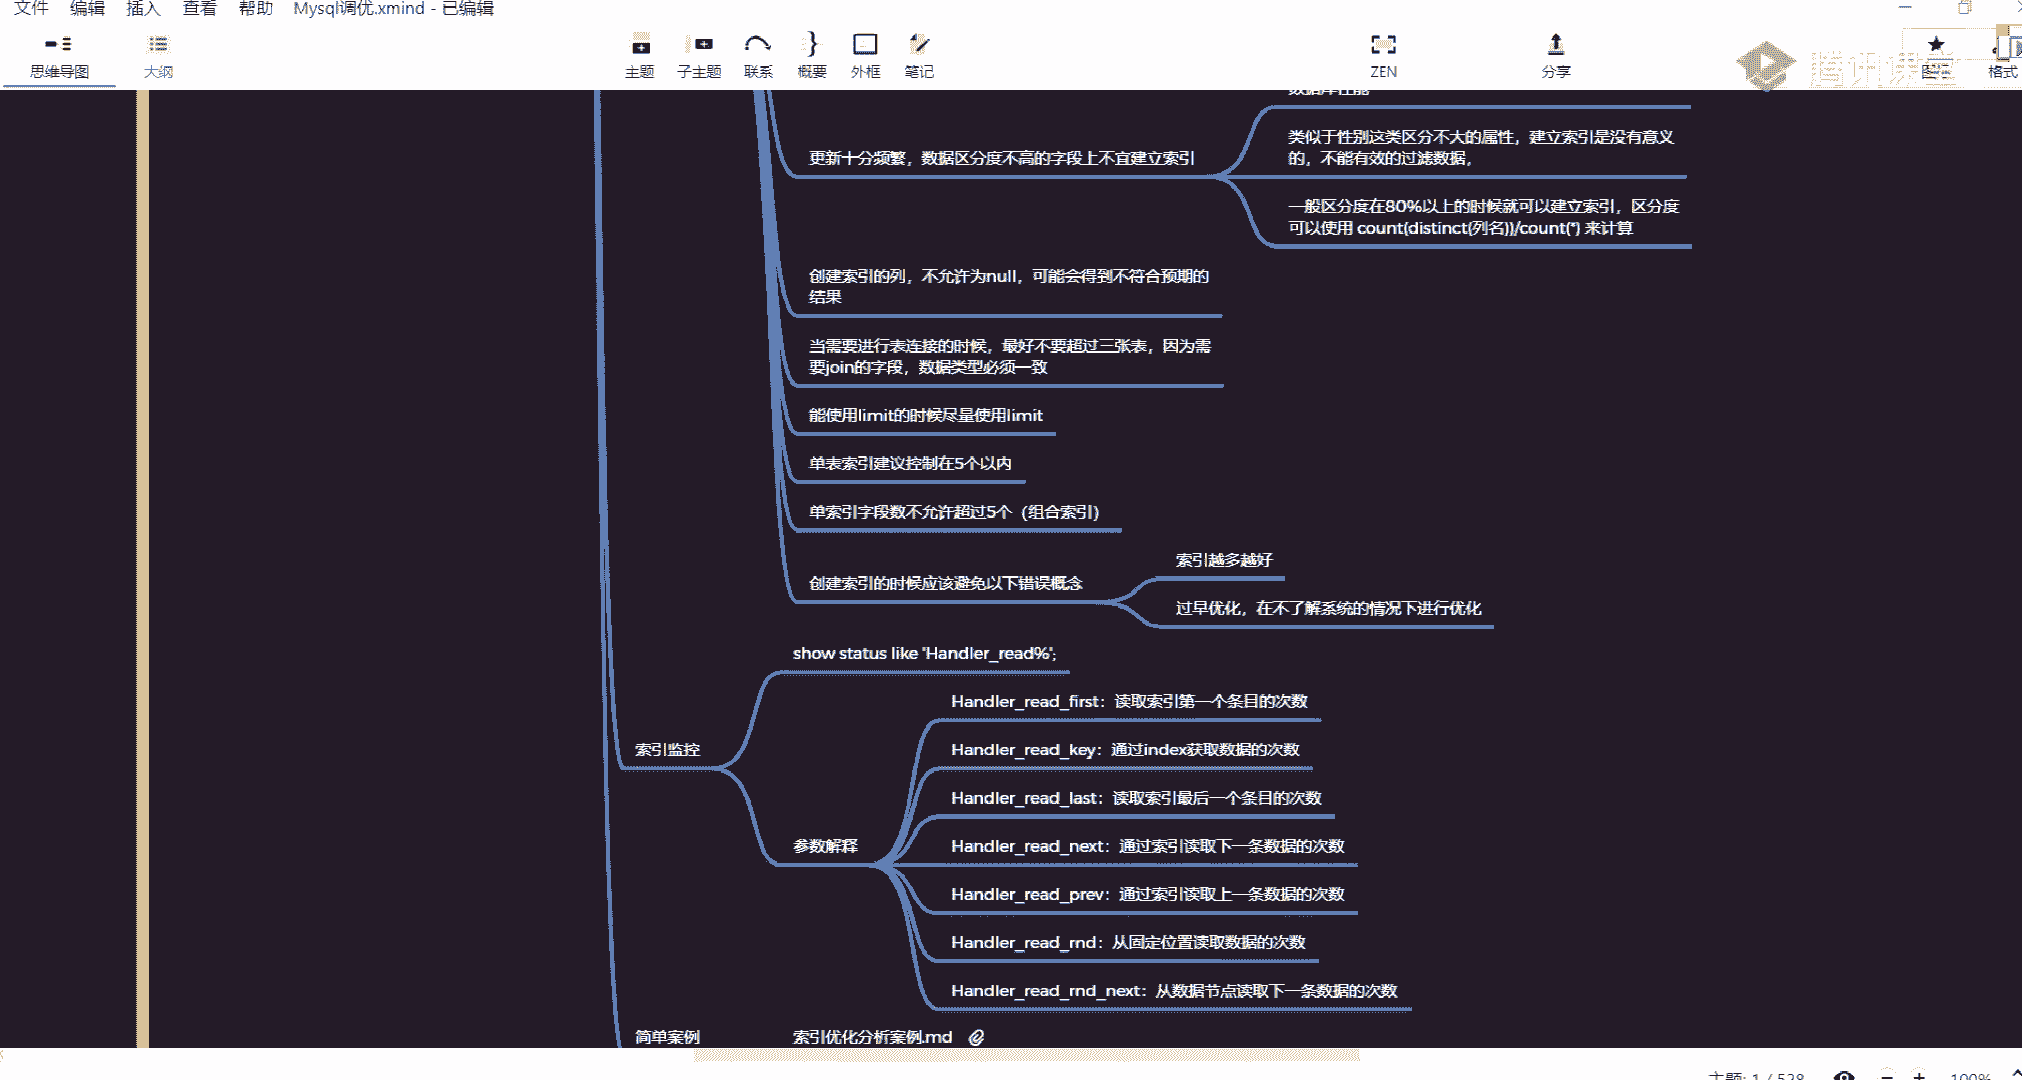 文件 编辑 插入 查看 帮助 Mysql调优.xmind - 已编辑
思维导图 大纲 主题 子主题 联系 概要 外框 笔记 ZEN 分享 格式
腾讯课堂
数据库性能
更新十分频繁，数据区分度不高的字段上不宜建立索引
类似于性别这类区分不大的属性，建立索引是没有意义
的，不能有效的过滤数据，
一般区分度在80%以上的时候就可以建立索引，区分度
可以使用 count(distinct(列名))/count(*) 来计算
创建索引的列，不允许为null，可能会得到不符合预期的
结果
当需要进行表连接的时候，最好不要超过三张表，因为需
要join的字段，数据类型必须一致
能使用limit的时候尽量使用limit
单表索引建议控制在5个以内
单索引字段数不允许超过5个（组合索引）
创建索引的时候应该避免以下错误概念
索引越多越好
过早优化，在不了解系统的情况下进行优化
索引监控
show status like 'Handler_read%';
参数解释
Handler_read_first：读取索引第一个条目的次数
Handler_read_key：通过index获取数据的次数
Handler_read_last：读取索引最后一个条目的次数
Handler_read_next：通过索引读取下一条数据的次数
Handler_read_prev：通过索引读取上一条数据的次数
Handler_read_rnd：从固定位置读取数据的次数
Handler_read_rnd_next：从数据节点读取下一条数据的次数
简单案例 索引优化分析案例.md
主题: 1 / 528 100%